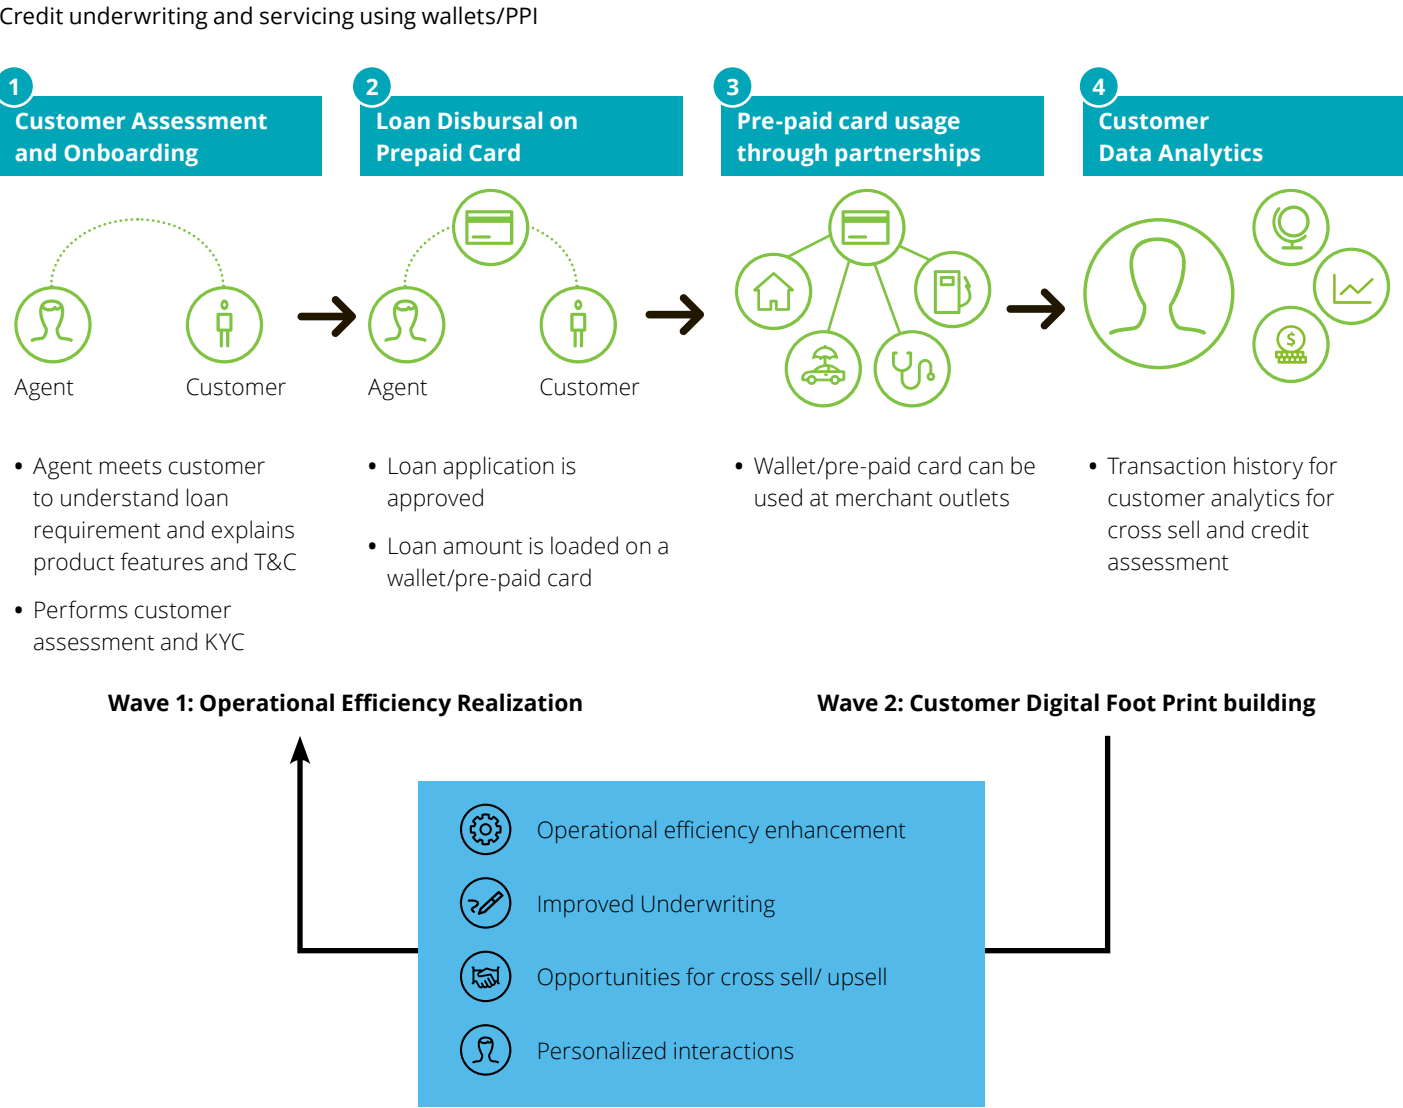 Credit underwriting and servicing using wallets/PPI
1
Customer Assessment
and Onboarding
Agent
Customer
• Agent meets customer
to understand loan
requirement and explains
product features and T&C
• Performs customer
assessment and KYC
2
Loan Disbursal on
Prepaid Card
Agent
Customer
• Loan application is
approved
• Loan amount is loaded on a
wallet/pre-paid card
3
Pre-paid card usage
through partnerships
• Wallet/pre-paid card can be
used at merchant outlets
4
Customer
Data Analytics
$
• Transaction history for
customer analytics for
cross sell and credit
assessment
Wave 1: Operational Efficiency Realization
Wave 2: Customer Digital Foot Print building
Operational efficiency enhancement
Improved Underwriting
Opportunities for cross sell/ upsell
Personalized interactions